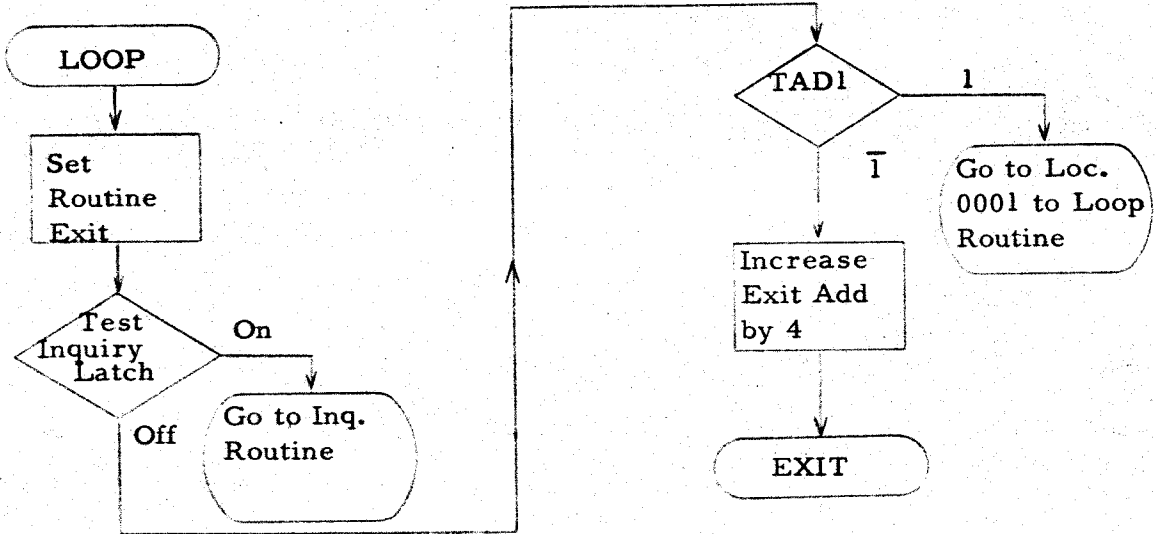 LOOP
Set
Routine
Exit
Test
Inquiry
Latch
On
Off
Go to Inq.
Routine
TAD1
1
1̅
Go to Loc.
0001 to Loop
Routine
Increase
Exit Add
by 4
EXIT